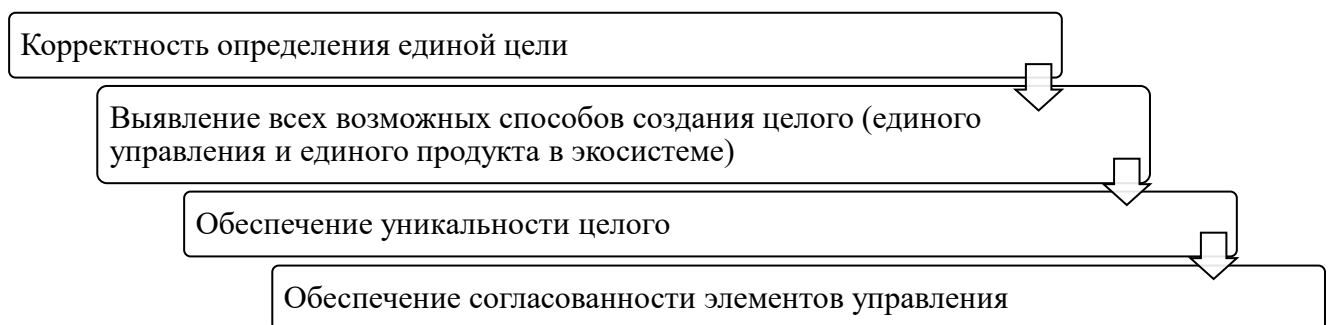 Корректность определения единой цели
Выявление всех возможных способов создания целого (единого
управления и единого продукта в экосистеме)
Обеспечение уникальности целого
Обеспечение согласованности элементов управления